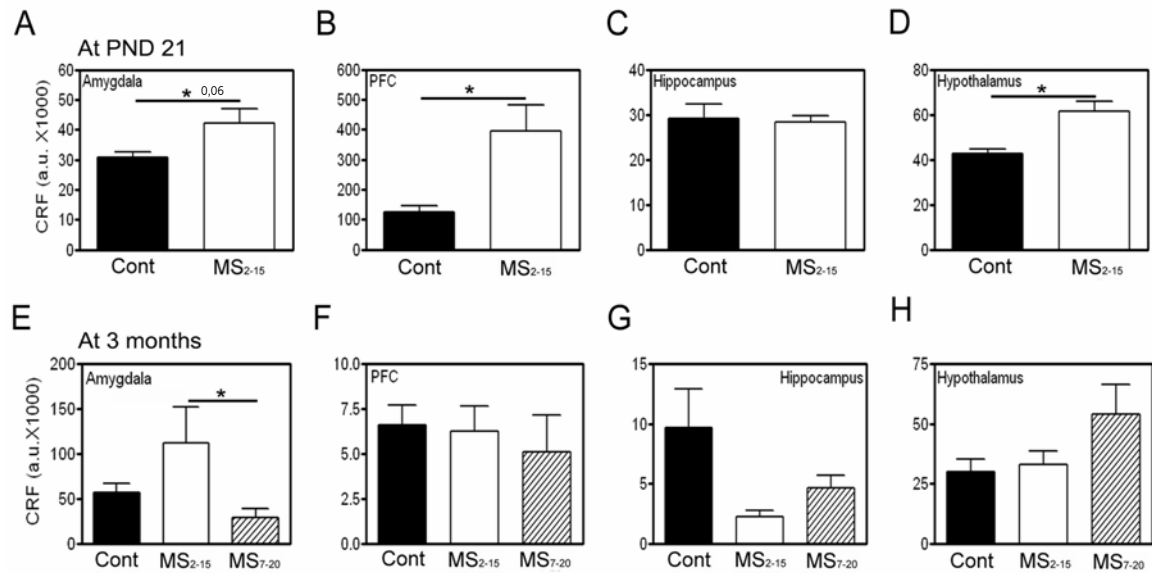 A
B
C
D
At PND 21
Amygdala
PFC
Hippocampus
Hypothalamus
* 0,06
*
*
CRF (a.u. X1000)
60
50
40
30
20
10
0
600
500
400
300
200
100
0
40
30
20
10
0
80
60
40
20
0
Cont MS2-15
Cont MS2-15
Cont MS2-15
Cont MS2-15
E
F
G
H
At 3 months
Amygdala
PFC
Hippocampus
Hypothalamus
*
CRF (a.u.X1000)
200
150
100
50
0
10.0
7.5
5.0
2.5
0.0
15
10
5
0
75
50
25
0
Cont MS2-15 MS7-20
Cont MS2-15 MS7-20
Cont MS2-15 MS7-20
Cont MS2-15 MS7-20